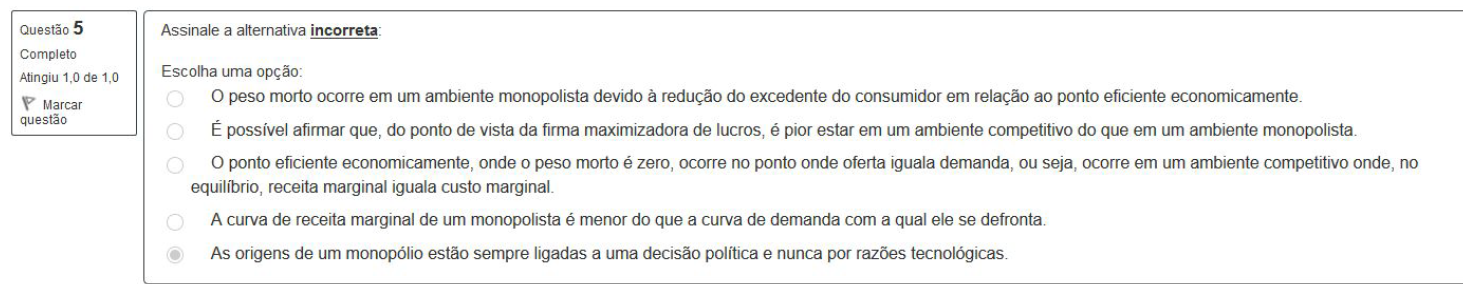 Questão 5
Completo
Atingiu 1,0 de 1,0
Marcar
questão
Assinale a alternativa incorreta:
Escolha uma opção:
O peso morto ocorre em um ambiente monopolista devido à redução do excedente do consumidor em relação ao ponto eficiente economicamente.
É possível afirmar que, do ponto de vista da firma maximizadora de lucros, é pior estar em um ambiente competitivo do que em um ambiente monopolista.
O ponto eficiente economicamente, onde o peso morto é zero, ocorre no ponto onde oferta iguala demanda, ou seja, ocorre em um ambiente competitivo onde, no
equilíbrio, receita marginal iguala custo marginal.
A curva de receita marginal de um monopolista é menor do que a curva de demanda com a qual ele se defronta.
As origens de um monopólio estão sempre ligadas a uma decisão política e nunca por razões tecnológicas.